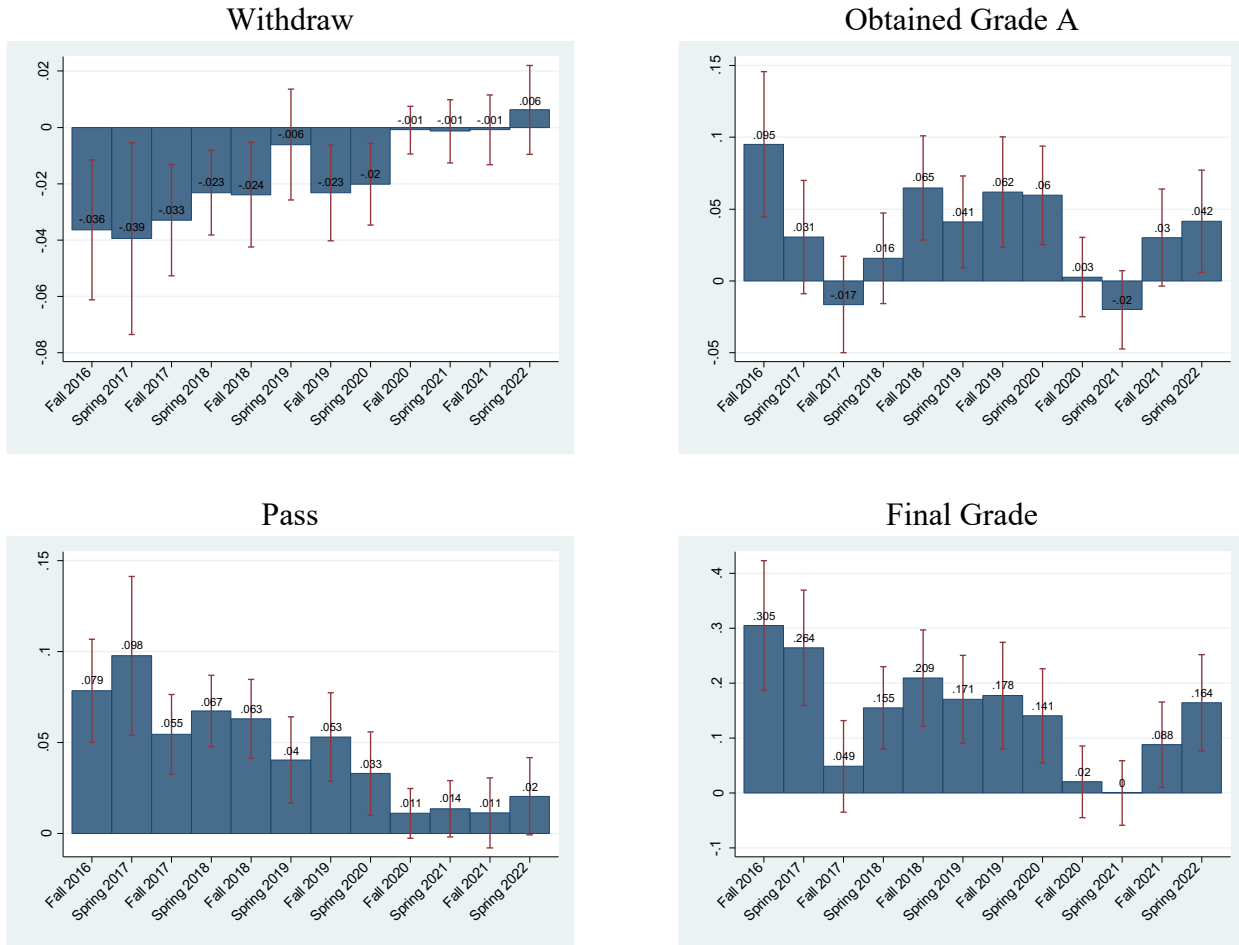 Withdraw
.02
0
-.02
-.04
-.06
-.08
-.036
-.039
-.033
-.023
-.024
-.006
-.023
-.02
-.001
-.001
-.001
.006
Fall 2016
Spring 2017
Fall 2017
Spring 2018
Fall 2018
Spring 2019
Fall 2019
Spring 2020
Fall 2020
Spring 2021
Fall 2021
Spring 2022
Obtained Grade A
.15
.1
.05
0
-.05
.095
.031
-.017
.016
.065
.041
.062
.06
.003
-.02
.03
.042
Fall 2016
Spring 2017
Fall 2017
Spring 2018
Fall 2018
Spring 2019
Fall 2019
Spring 2020
Fall 2020
Spring 2021
Fall 2021
Spring 2022
Pass
.15
.1
.05
0
.079
.098
.055
.067
.063
.04
.053
.033
.011
.014
.011
.02
Fall 2016
Spring 2017
Fall 2017
Spring 2018
Fall 2018
Spring 2019
Fall 2019
Spring 2020
Fall 2020
Spring 2021
Fall 2021
Spring 2022
Final Grade
.4
.3
.2
.1
0
-.1
.305
.264
.049
.155
.209
.171
.178
.141
.02
0
.088
.164
Fall 2016
Spring 2017
Fall 2017
Spring 2018
Fall 2018
Spring 2019
Fall 2019
Spring 2020
Fall 2020
Spring 2021
Fall 2021
Spring 2022